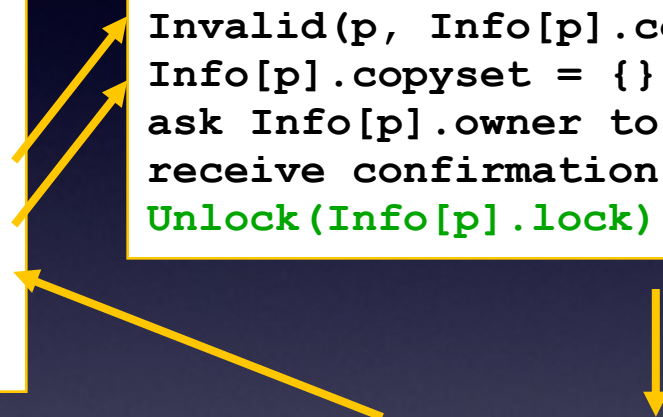 Invalid(p, Info[p].co
Info[p].copyset = {}
ask Info[p].owner to
receive confirmation
Unlock(Info[p].lock)